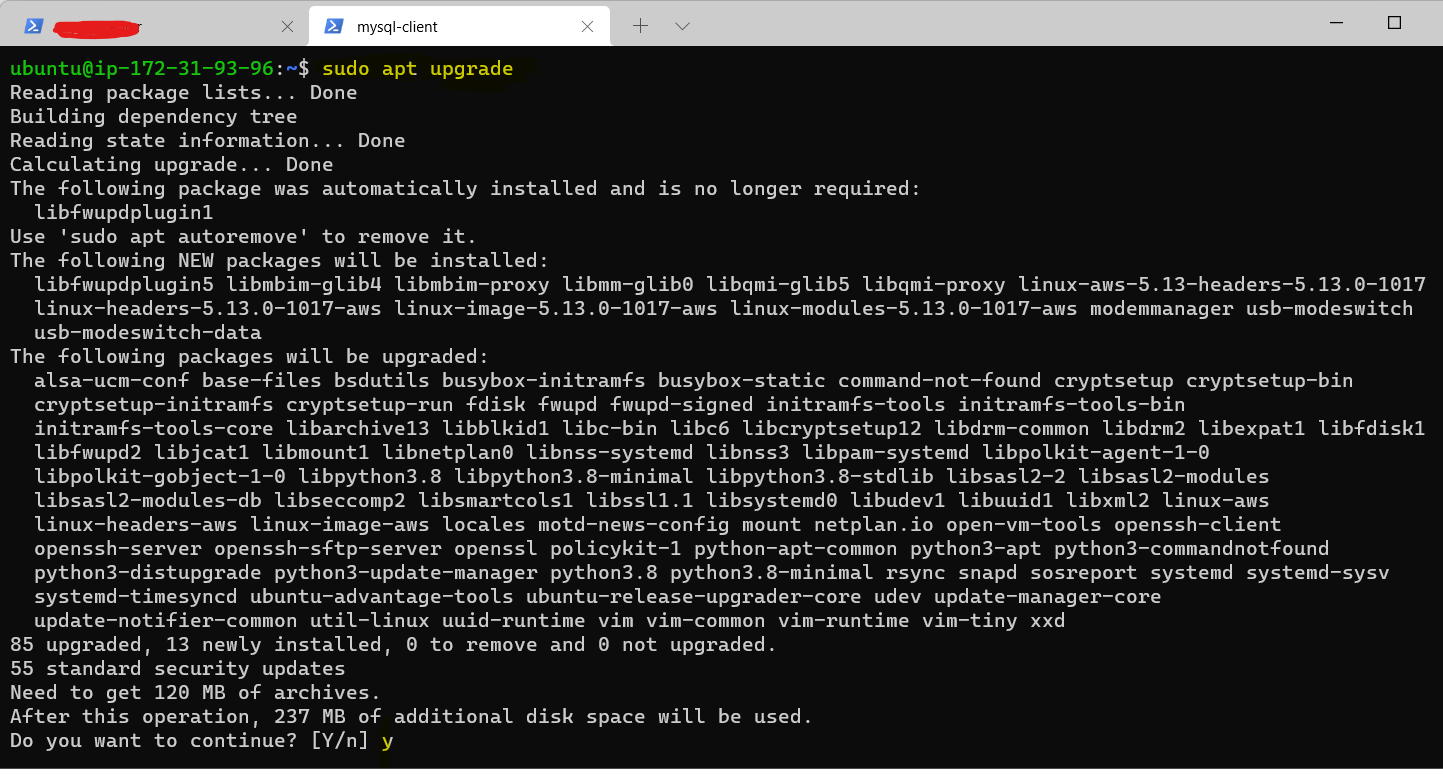 mysql-client
ubuntu@ip-172-31-93-96:~$ sudo apt upgrade
Reading package lists... Done
Building dependency tree
Reading state information... Done
Calculating upgrade... Done
The following package was automatically installed and is no longer required:
  libfwupdplugin1
Use 'sudo apt autoremove' to remove it.
The following NEW packages will be installed:
  libfwupdplugin5 libmbim-glib4 libmbim-proxy libmm-glib0 libqmi-glib5 libqmi-proxy linux-aws-5.13-headers-5.13.0-1017
  linux-headers-5.13.0-1017-aws linux-image-5.13.0-1017-aws linux-modules-5.13.0-1017-aws modemmanager usb-modeswitch
  usb-modeswitch-data
The following packages will be upgraded:
  alsa-ucm-conf base-files bsdutils busybox-initramfs busybox-static command-not-found cryptsetup cryptsetup-bin
  cryptsetup-initramfs cryptsetup-run fdisk fwupd fwupd-signed initramfs-tools initramfs-tools-bin
  initramfs-tools-core libarchive13 libblkid1 libc-bin libc6 libcryptsetup12 libdrm-common libdrm2 libexpat1 libfdisk1
  libfwupd2 libjcat1 libmount1 libnetplan0 libnss-systemd libnss3 libpam-systemd libpolkit-agent-1-0
  libpolkit-gobject-1-0 libpython3.8 libpython3.8-minimal libpython3.8-stdlib libsasl2-2 libsasl2-modules
  libsasl2-modules-db libseccomp2 libsmartcols1 libssl1.1 libsystemd0 libudev1 libuuid1 libxml2 linux-aws
  linux-headers-aws linux-image-aws locales motd-news-config mount netplan.io open-vm-tools openssh-client
  openssh-server openssh-sftp-server openssl policykit-1 python-apt-common python3-apt python3-commandnotfound
  python3-distupgrade python3-update-manager python3.8 python3.8-minimal rsync snapd sosreport systemd systemd-sysv
  systemd-timesyncd ubuntu-advantage-tools ubuntu-release-upgrader-core udev update-manager-core
  update-notifier-common util-linux uuid-runtime vim vim-common vim-runtime vim-tiny xxd
85 upgraded, 13 newly installed, 0 to remove and 0 not upgraded.
55 standard security updates
Need to get 120 MB of archives.
After this operation, 237 MB of additional disk space will be used.
Do you want to continue? [Y/n] y